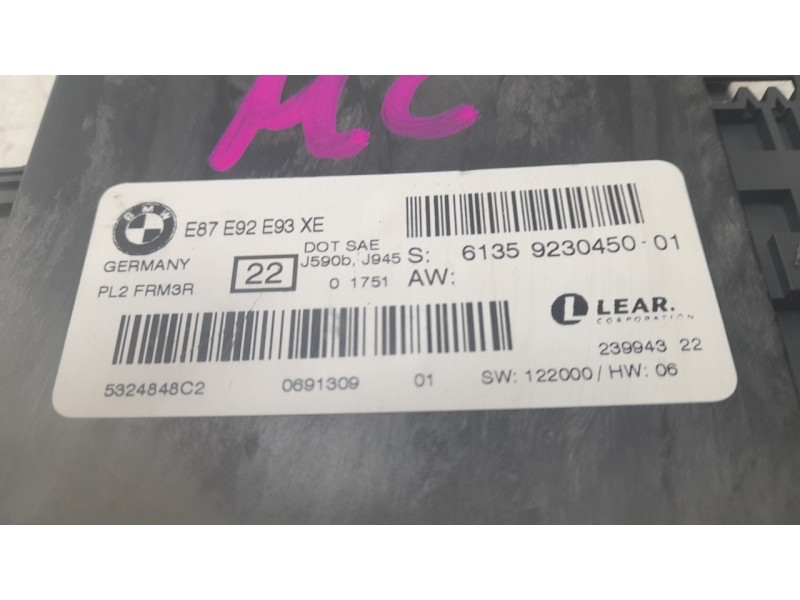 MC
BMW
E87 E92 E93 XE
GERMANY
PL2 FRM3R
22
DOT SAE
J590b, J945
0 1751
S: 6135 9230450-01
AW:
L LEAR.
CORPORATION
239943 22
5324848C2 0691309 01 SW: 122000/HW: 06